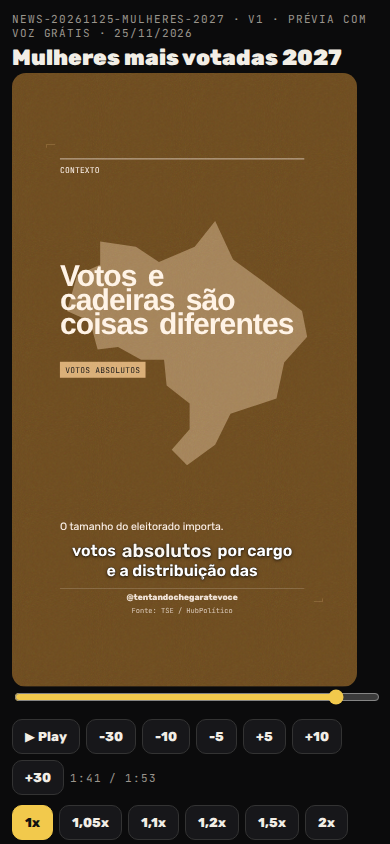 NEWS-20261125-MULHERES-2027 · V1 · PRÉVIA COM
VOZ GRÁTIS · 25/11/2026
Mulheres mais votadas 2027
CONTEXTO
Votos e
cadeiras são
coisas diferentes
VOTOS ABSOLUTOS
O tamanho do eleitorado importa.
votos absolutos por cargo
e a distribuição das
@tentandochegaratevoce
Fonte: TSE / HubPolítico
▶ Play -30 -10 -5 +5 +10
+30 1:41 / 1:53
1x 1,05x 1,1x 1,2x 1,5x 2x